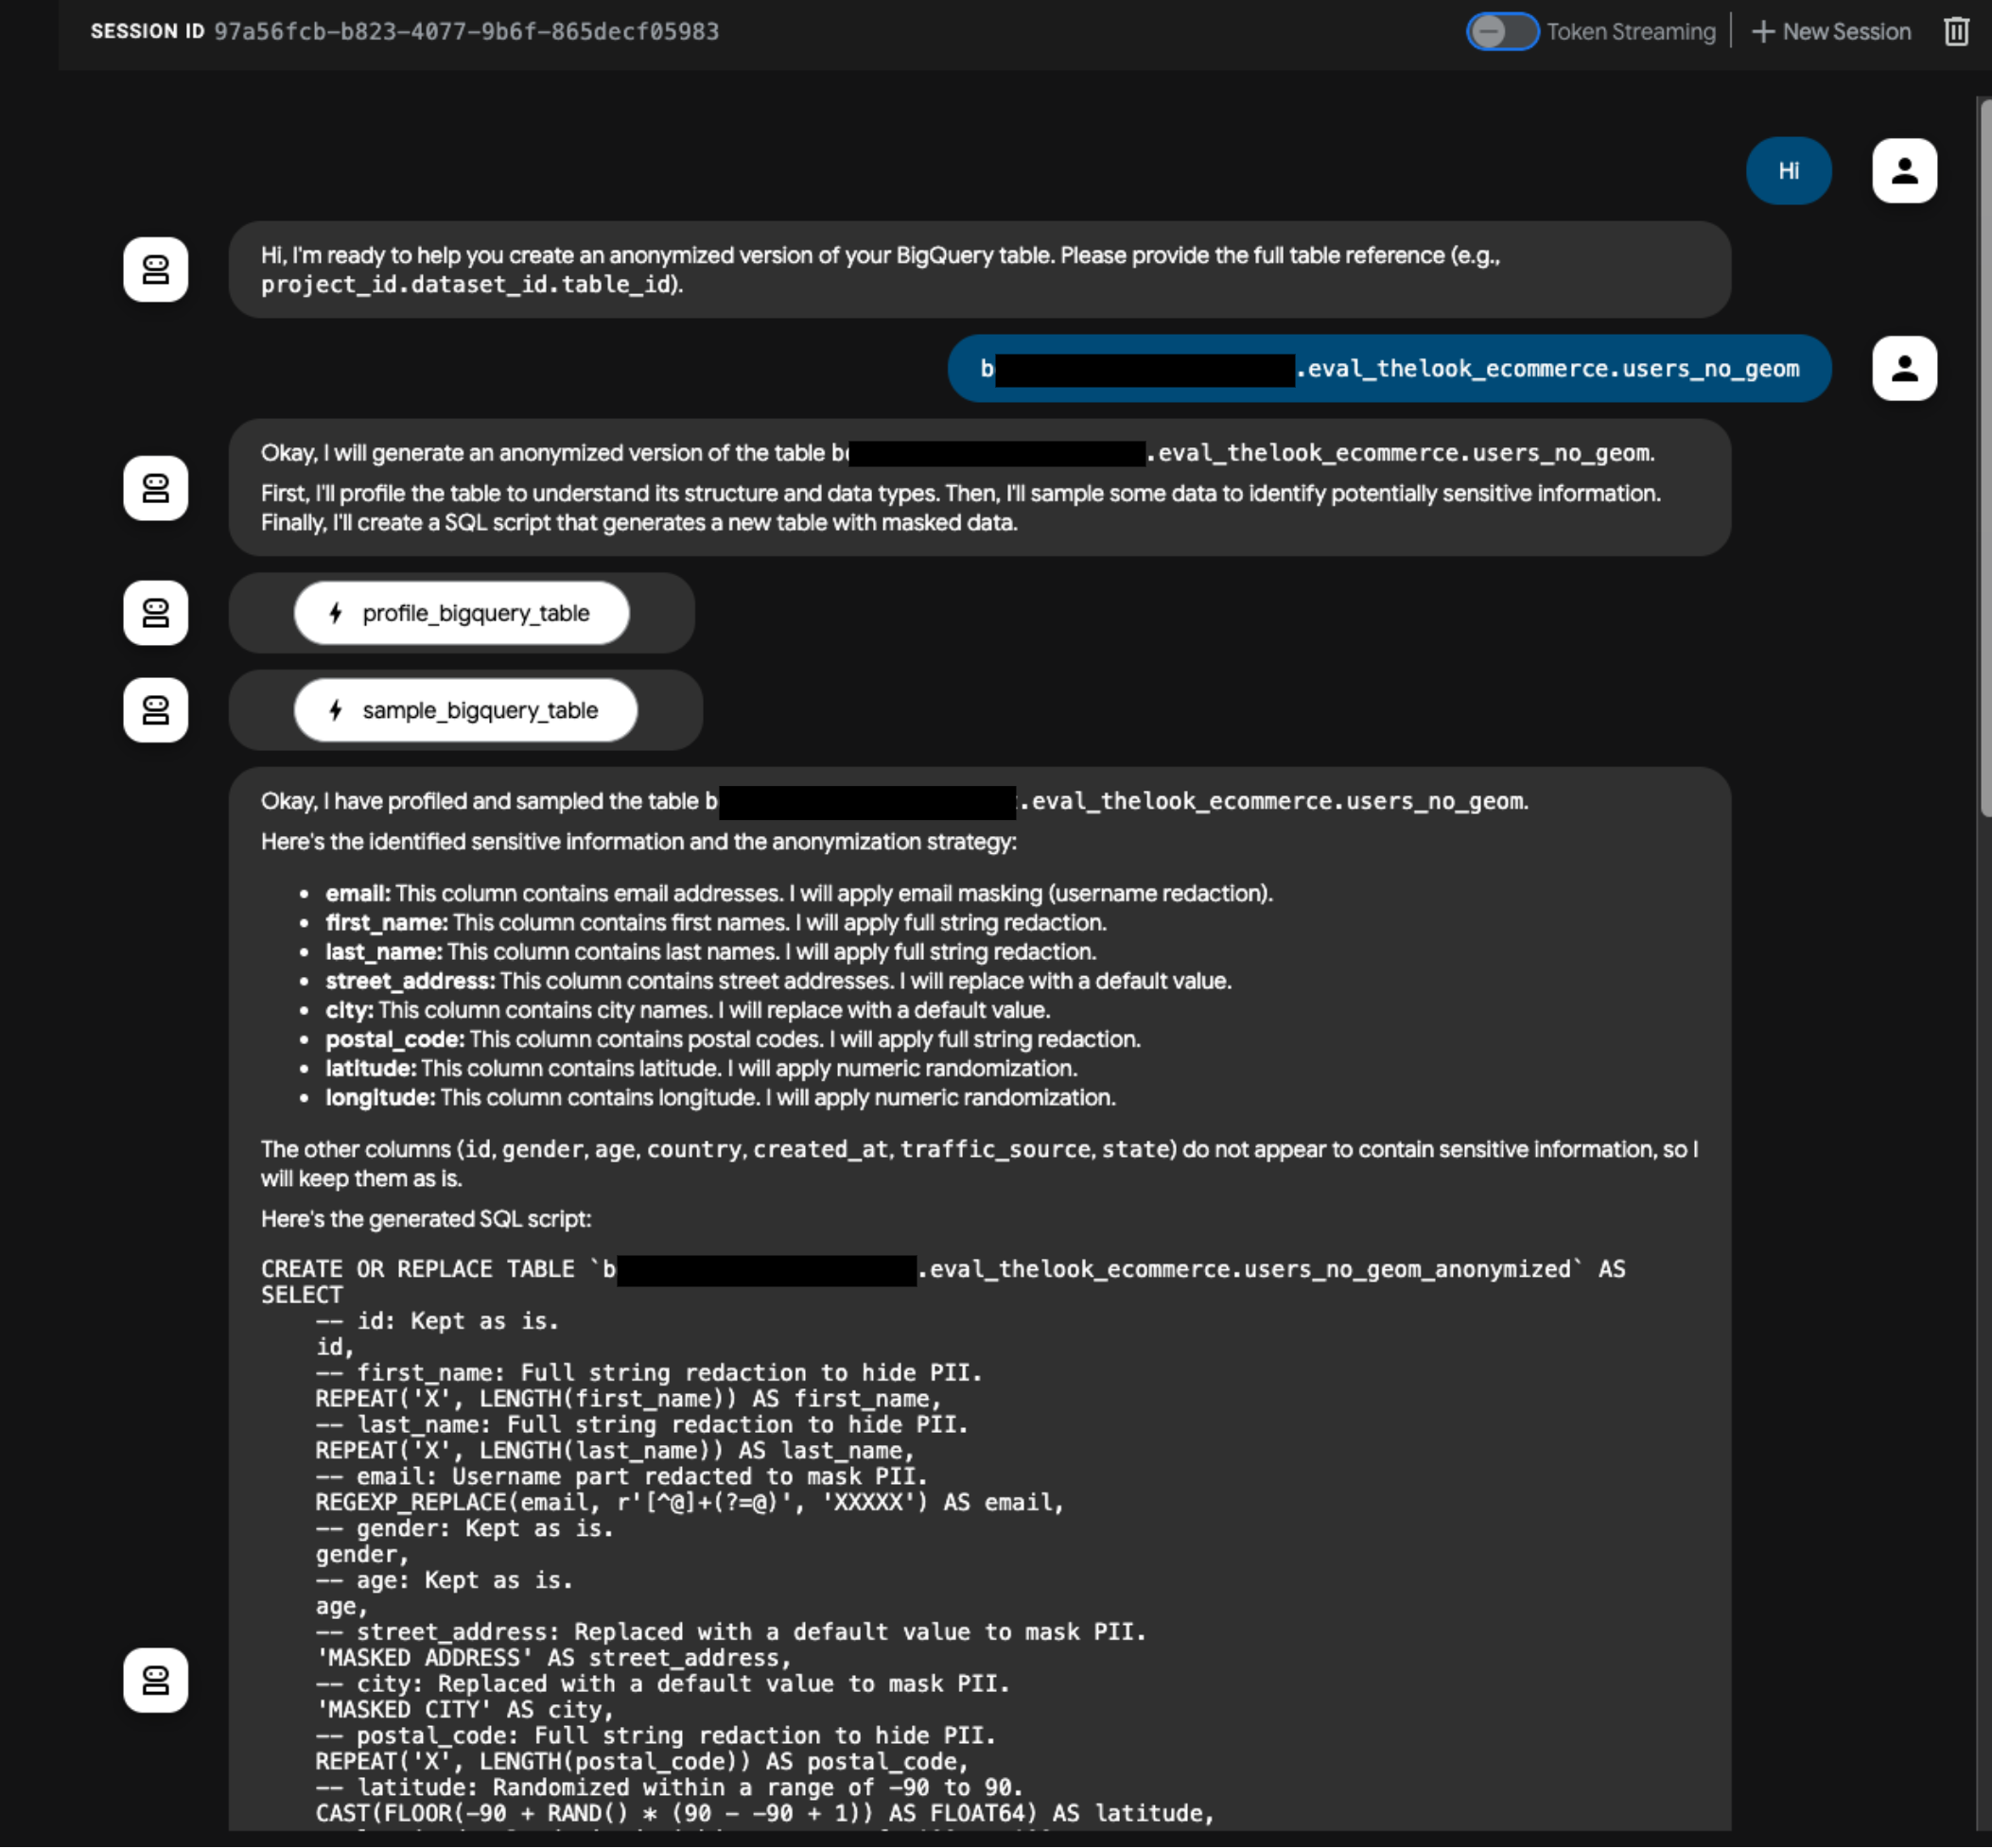 SESSION ID 97a56fcb-b823-4077-9b6f-865decf05983 Token Streaming + New Session
Hi
Hi, I'm ready to help you create an anonymized version of your BigQuery table. Please provide the full table reference (e.g.,
project_id.dataset_id.table_id).
b .eval_thelook_ecommerce.users_no_geom
Okay, I will generate an anonymized version of the table b .eval_thelook_ecommerce.users_no_geom.
First, I'll profile the table to understand its structure and data types. Then, I'll sample some data to identify potentially sensitive information.
Finally, I'll create a SQL script that generates a new table with masked data.
profile_bigquery_table
sample_bigquery_table
Okay, I have profiled and sampled the table b .eval_thelook_ecommerce.users_no_geom.
Here's the identified sensitive information and the anonymization strategy:
• email: This column contains email addresses. I will apply email masking (username redaction).
• first_name: This column contains first names. I will apply full string redaction.
• last_name: This column contains last names. I will apply full string redaction.
• street_address: This column contains street addresses. I will replace with a default value.
• city: This column contains city names. I will replace with a default value.
• postal_code: This column contains postal codes. I will apply full string redaction.
• latitude: This column contains latitude. I will apply numeric randomization.
• longitude: This column contains longitude. I will apply numeric randomization.
The other columns (id, gender, age, country, created_at, traffic_source, state) do not appear to contain sensitive information, so I
will keep them as is.
Here's the generated SQL script:
CREATE OR REPLACE TABLE `b .eval_thelook_ecommerce.users_no_geom_anonymized` AS
SELECT
-- id: Kept as is.
id,
-- first_name: Full string redaction to hide PII.
REPEAT('X', LENGTH(first_name)) AS first_name,
-- last_name: Full string redaction to hide PII.
REPEAT('X', LENGTH(last_name)) AS last_name,
-- email: Username part redacted to mask PII.
REGEXP_REPLACE(email, r'[^@]+(?=@)', 'XXXXX') AS email,
-- gender: Kept as is.
gender,
-- age: Kept as is.
age,
-- street_address: Replaced with a default value to mask PII.
'MASKED ADDRESS' AS street_address,
-- city: Replaced with a default value to mask PII.
'MASKED CITY' AS city,
-- postal_code: Full string redaction to hide PII.
REPEAT('X', LENGTH(postal_code)) AS postal_code,
-- latitude: Randomized within a range of -90 to 90.
CAST(FLOOR(-90 + RAND() * (90 - -90 + 1)) AS FLOAT64) AS latitude,